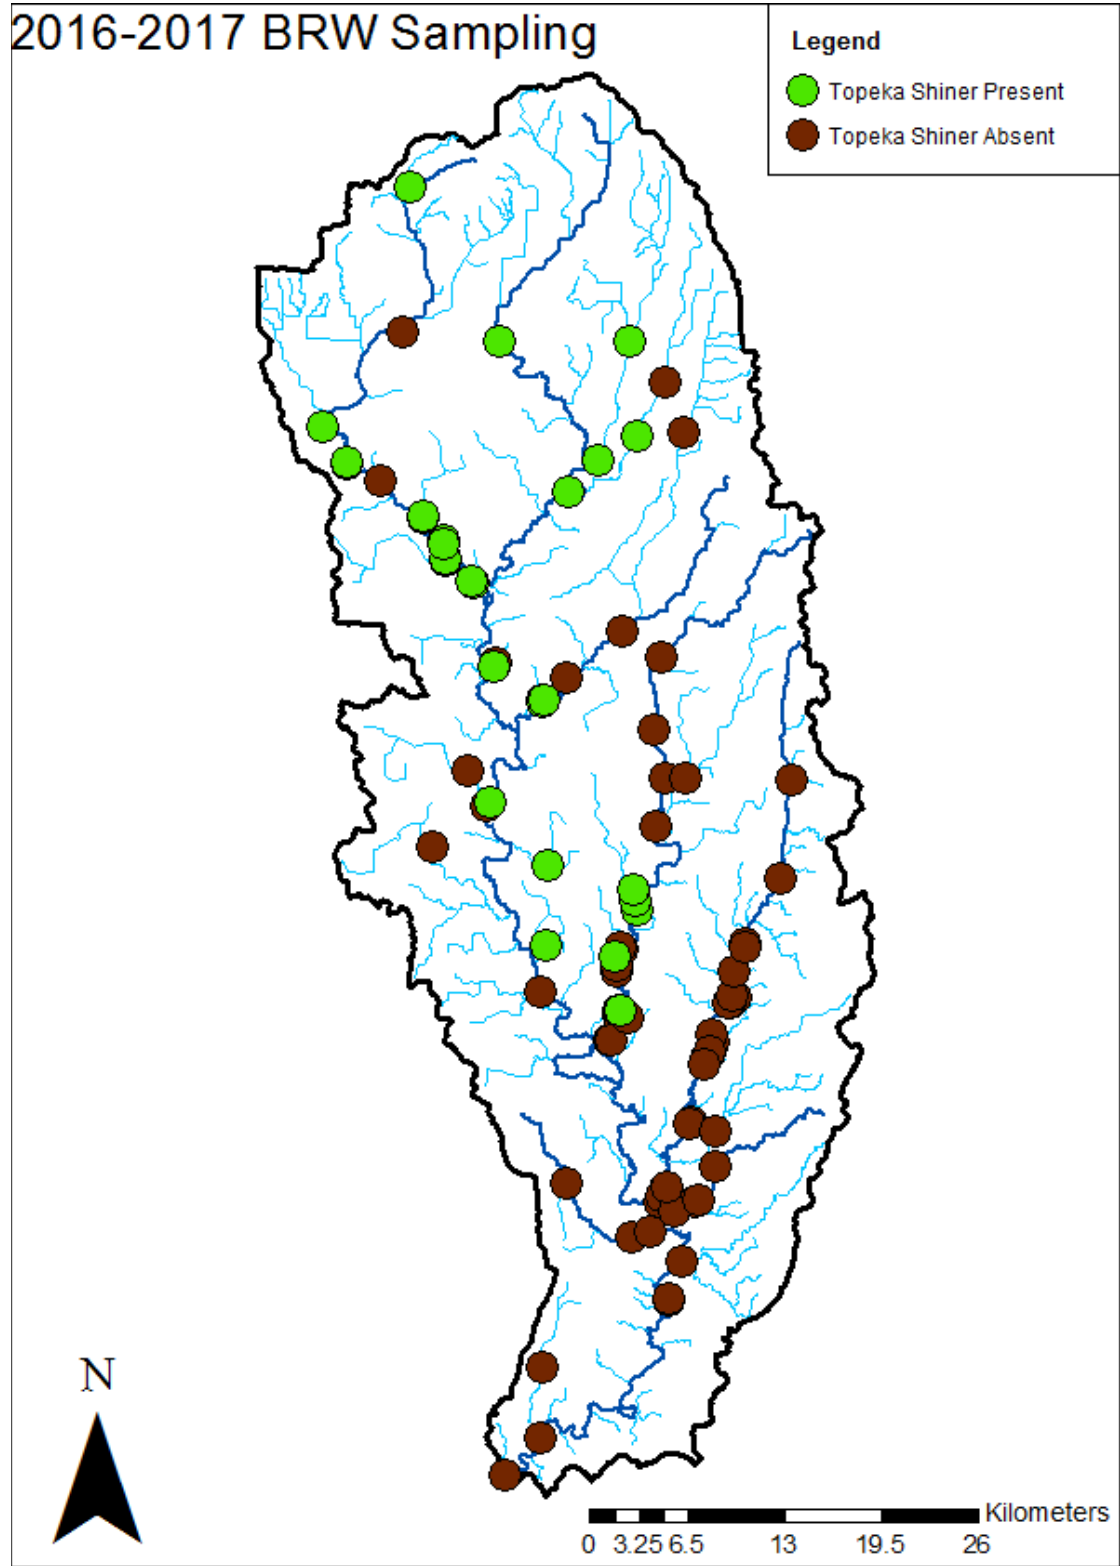 2016-2017 BRW Sampling
Legend
Topeka Shiner Present
Topeka Shiner Absent
N
Kilometers
0 3.25 6.5 13 19.5 26